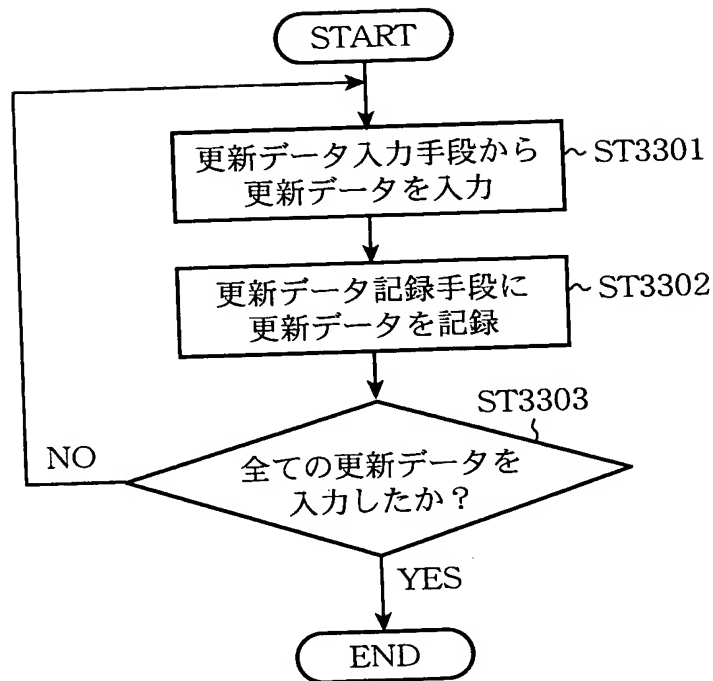 START
更新データ入力手段から
更新データを入力
~ST3301
更新データ記録手段に
更新データを記録
~ST3302
ST3303
全ての更新データを
入力したか？
NO
YES
END